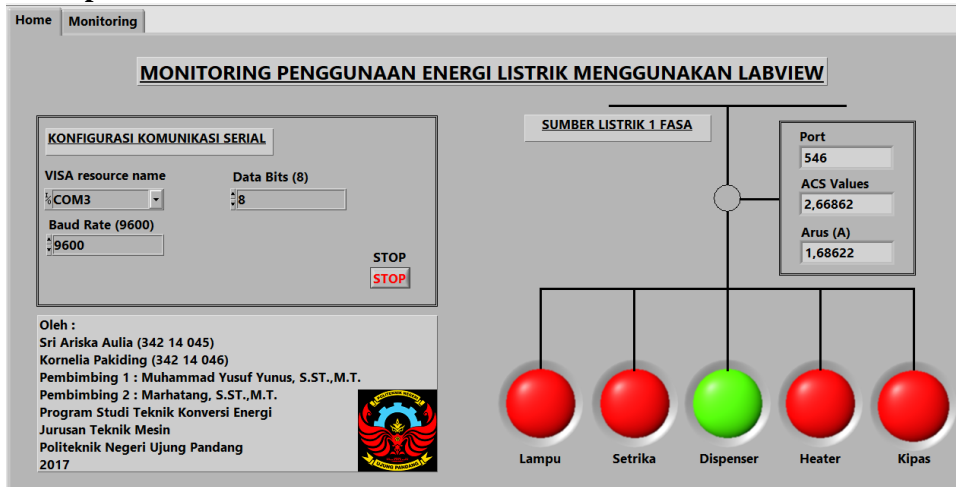 Home Monitoring
MONITORING PENGGUNAAN ENERGI LISTRIK MENGGUNAKAN LABVIEW
KONFIGURASI KOMUNIKASI SERIAL
VISA resource name
COM3
Data Bits (8)
8
Baud Rate (9600)
9600
STOP
STOP
Oleh :
Sri Ariska Aulia (342 14 045)
Kornelia Pakiding (342 14 046)
Pembimbing 1 : Muhammad Yusuf Yunus, S.ST.,M.T.
Pembimbing 2 : Marhatang, S.ST.,M.T.
Program Studi Teknik Konversi Energi
Jurusan Teknik Mesin
Politeknik Negeri Ujung Pandang
2017
POLITEKNIK NEGERI
UJUNG PANDANG
SUMBER LISTRIK 1 FASA
Port
546
ACS Values
2,66862
Arus (A)
1,68622
Lampu Setrika Dispenser Heater Kipas